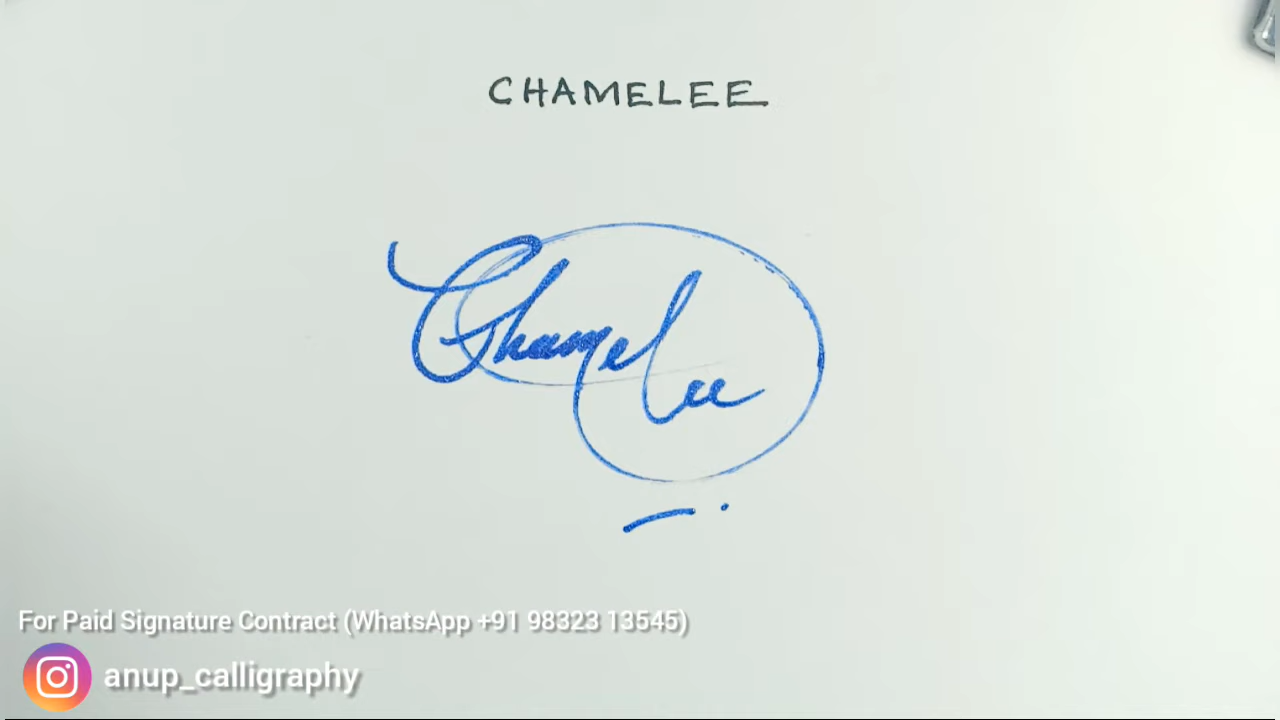 CHAMELEE
Chamelee
For Paid Signature Contract (WhatsApp +91 98323 13545)
anup_calligraphy